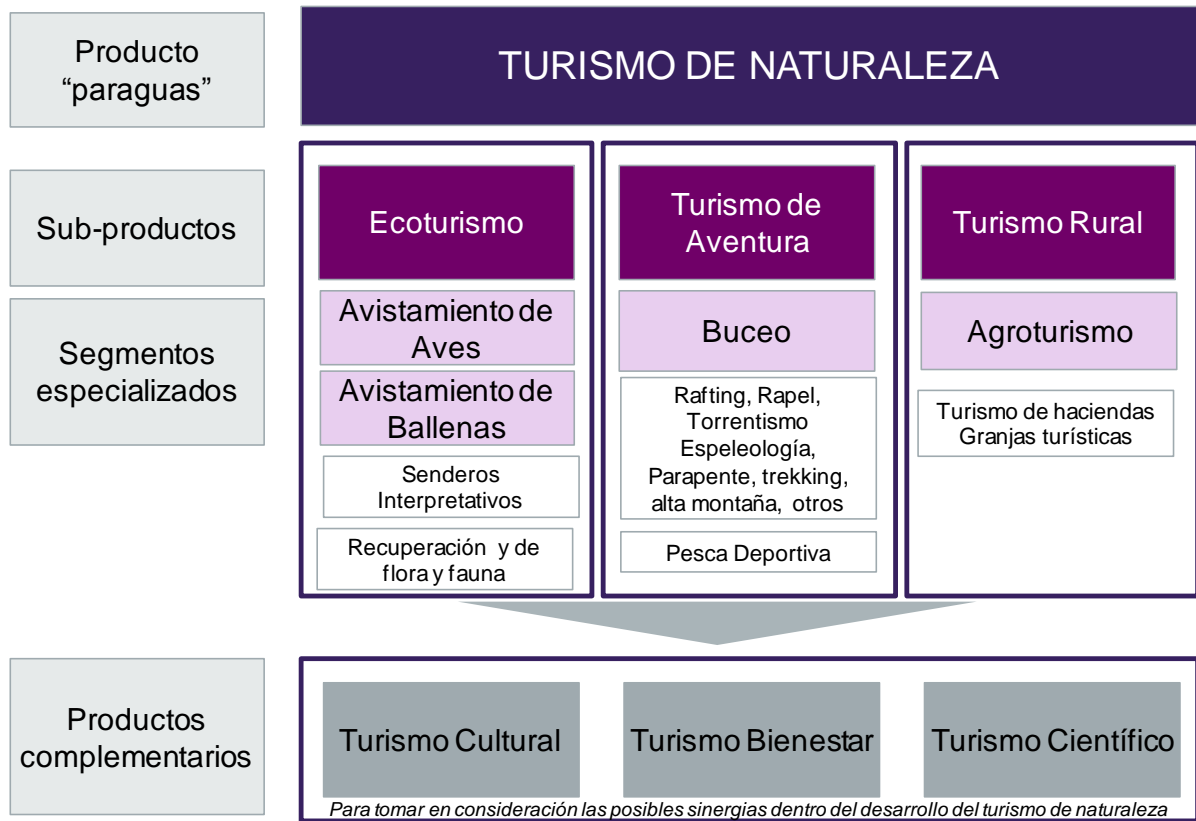 Producto
“paraguas”
TURISMO DE NATURALEZA
Sub-productos
Ecoturismo
Turismo de
Aventura
Turismo Rural
Segmentos
especializados
Avistamiento de
Aves
Avistamiento de
Ballenas
Senderos
Interpretativos
Recuperación y de
flora y fauna
Buceo
Rafting, Rapel,
Torrentismo
Espeleología,
Parapente, trekking,
alta montaña, otros
Pesca Deportiva
Agroturismo
Turismo de haciendas
Granjas turísticas
Productos
complementarios
Turismo Cultural
Turismo Bienestar
Turismo Científico
Para tomar en consideración las posibles sinergias dentro del desarrollo del turismo de naturaleza